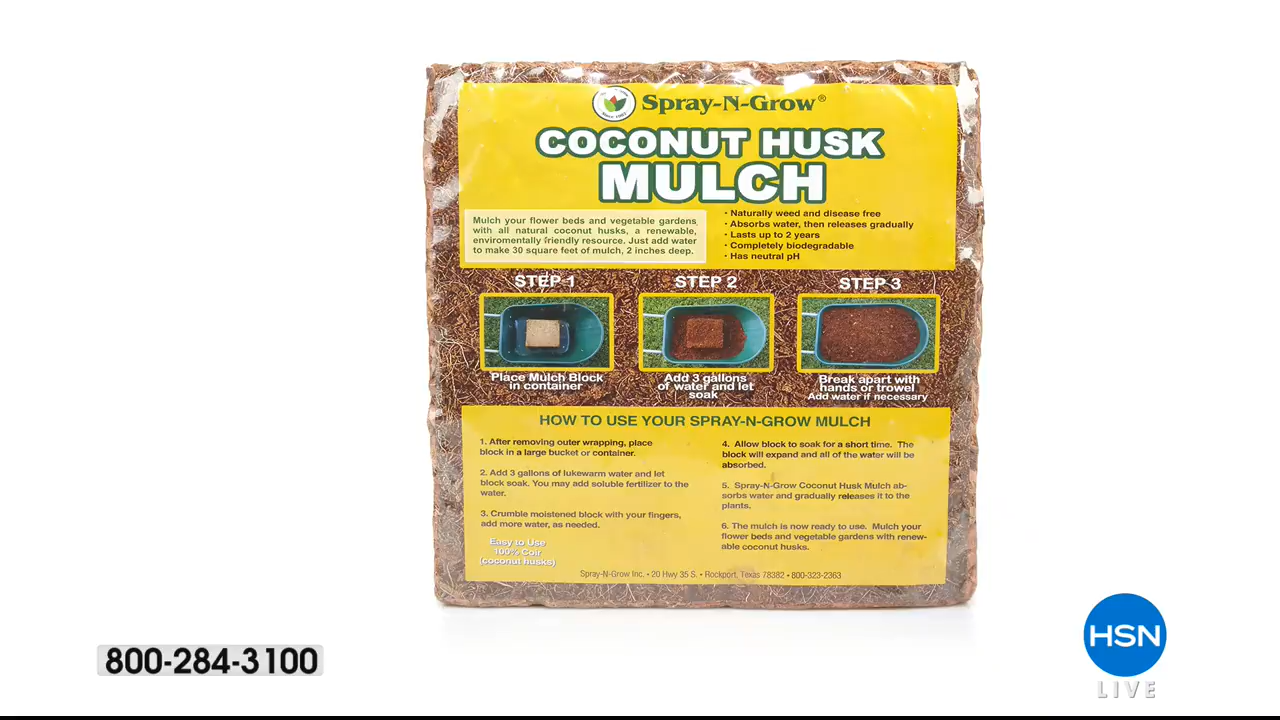 Spray-N-Grow®
Since 1982
COCONUT HUSK
MULCH
Mulch your flower beds and vegetable gardens
with all natural coconut husks, a renewable,
enviromentally friendly resource. Just add water
to make 30 square feet of mulch, 2 inches deep.
• Naturally weed and disease free
• Absorbs water, then releases gradually
• Lasts up to 2 years
• Completely biodegradable
• Has neutral pH
STEP 1
STEP 2
STEP 3
Place Mulch Block
in container
Add 3 gallons
of water and let
soak
Break apart with
hands or trowel
Add water if necessary
HOW TO USE YOUR SPRAY-N-GROW MULCH
1. After removing outer wrapping, place
block in a large bucket or container.
2. Add 3 gallons of lukewarm water and let
block soak. You may add soluble fertilizer to the
water.
3. Crumble moistened block with your fingers,
add more water, as needed.
Easy to Use
100% Coir
(coconut husks)
4. Allow block to soak for a short time. The
block will expand and all of the water will be
absorbed.
5. Spray-N-Grow Coconut Husk Mulch ab-
sorbs water and gradually releases it to the
plants.
6. The mulch is now ready to use. Mulch your
flower beds and vegetable gardens with renew-
able coconut husks.
Spray-N-Grow Inc. • 20 Hwy 35 S. • Rockport, Texas 78382 • 800-323-2363
800-284-3100
HSN
LIVE